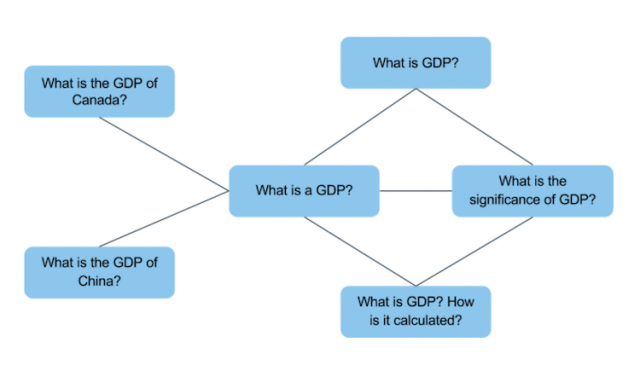 What is GDP?
What is the GDP of
Canada?
What is a GDP?
What is the
significance of GDP?
What is the GDP of
China?
What is GDP? How
is it calculated?